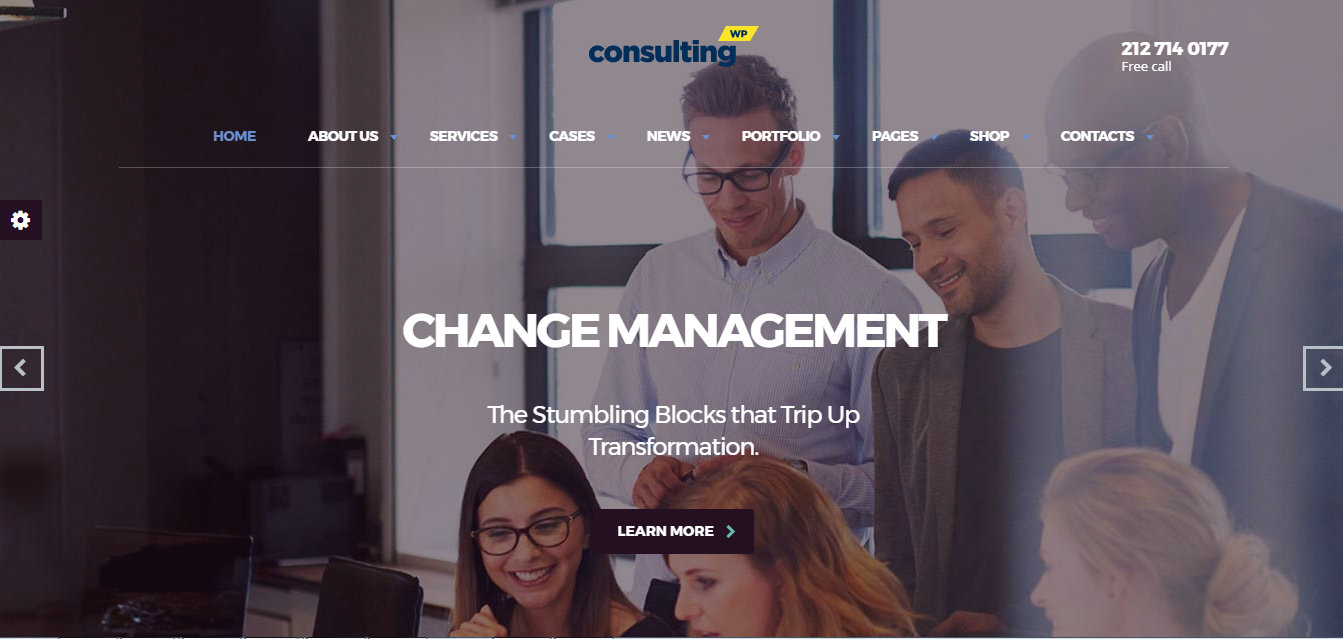 WP
consulting
212 714 0177
Free call
HOME ABOUT US SERVICES CASES NEWS PORTFOLIO PAGES SHOP CONTACTS
CHANGE MANAGEMENT
The Stumbling Blocks that Trip Up
Transformation.
LEARN MORE